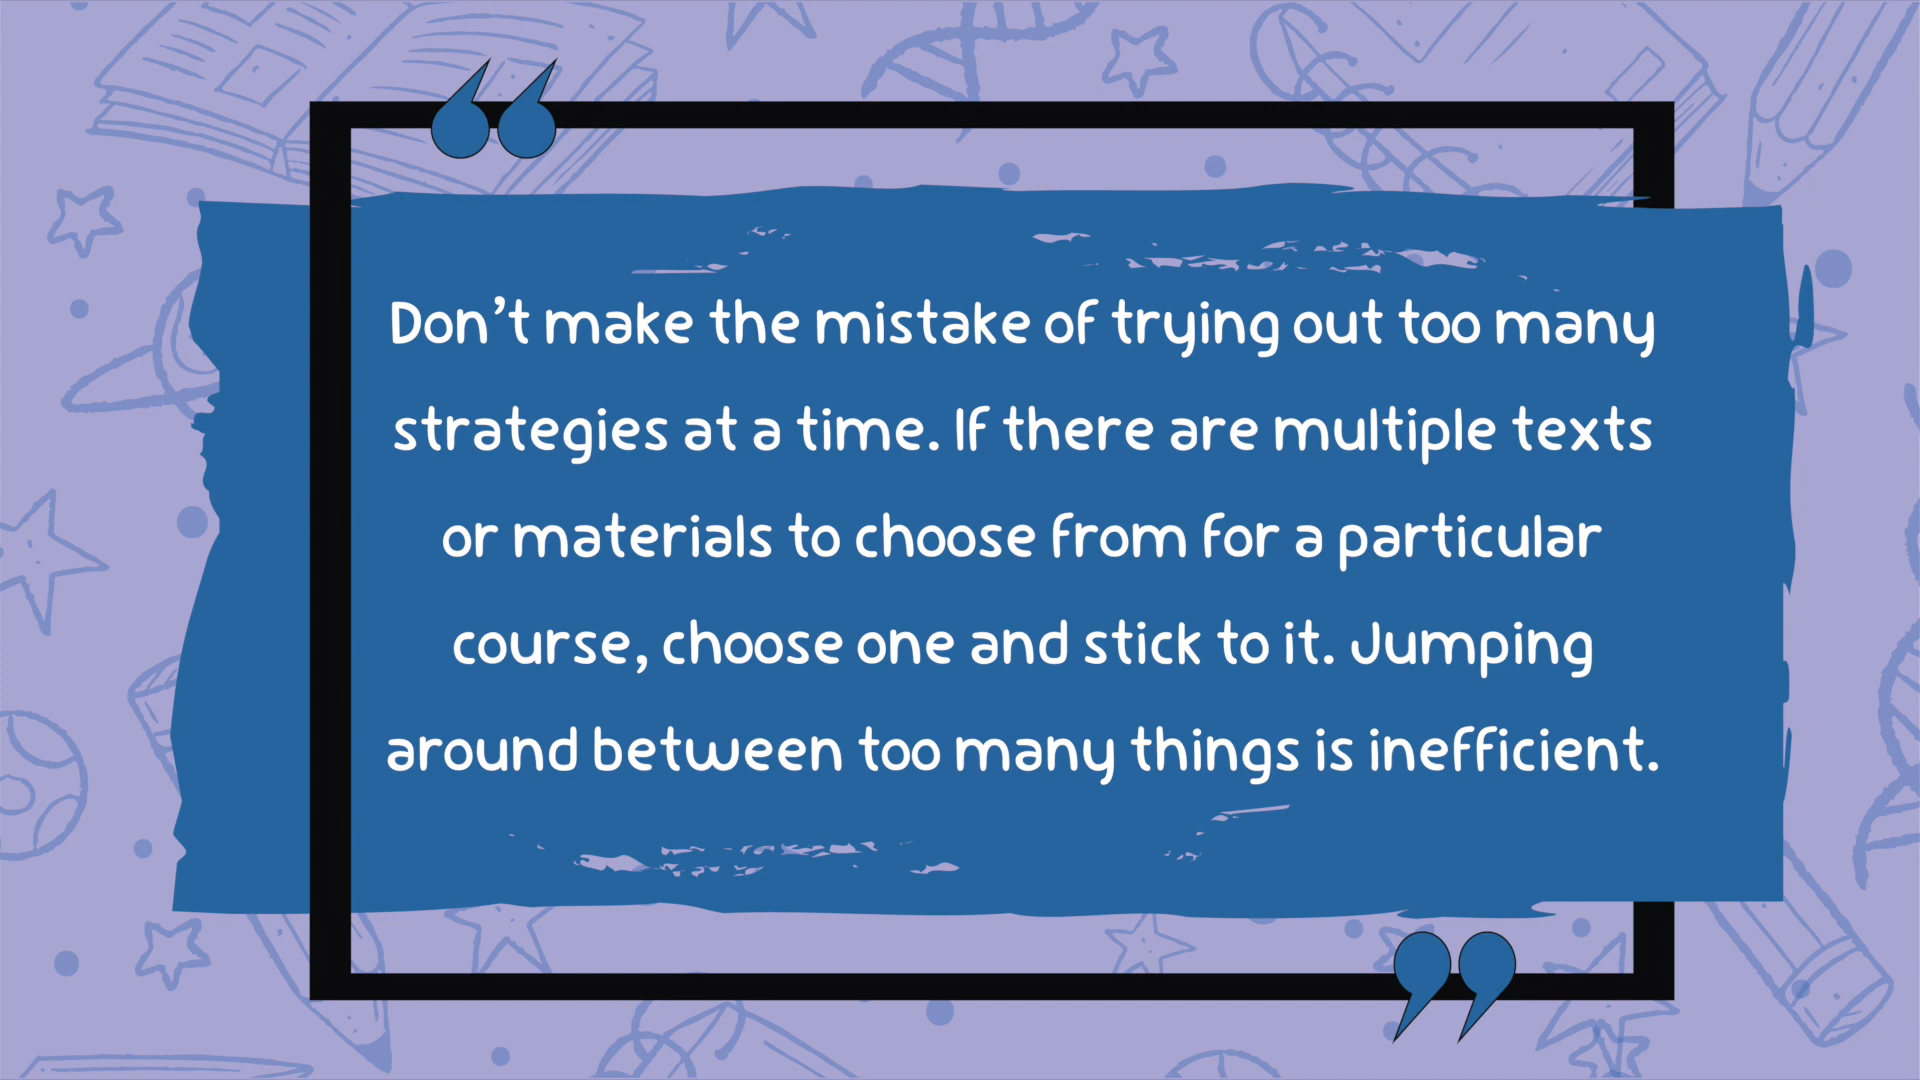 Don’t make the mistake of trying out too many
strategies at a time. If there are multiple texts
or materials to choose from for a particular
course, choose one and stick to it. Jumping
around between too many things is inefficient.